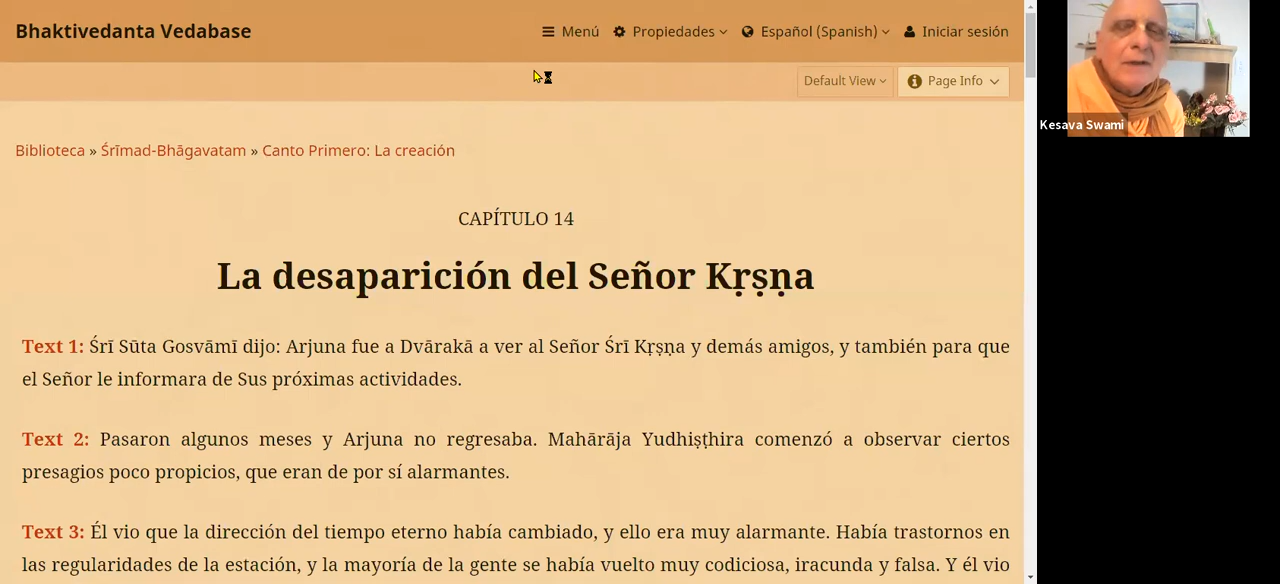 Bhaktivedanta Vedabase
Menú Propiedades Español (Spanish) Iniciar sesión
Default View Page Info
Biblioteca » Śrīmad-Bhāgavatam » Canto Primero: La creación
CAPÍTULO 14
La desaparición del Señor Kṛṣṇa
Text 1: Śrī Sūta Gosvāmī dijo: Arjuna fue a Dvārakā a ver al Señor Śrī Kṛṣṇa y demás amigos, y también para que
el Señor le informara de Sus próximas actividades.
Text 2: Pasaron algunos meses y Arjuna no regresaba. Mahārāja Yudhiṣṭhira comenzó a observar ciertos
presagios poco propicios, que eran de por sí alarmantes.
Text 3: Él vio que la dirección del tiempo eterno había cambiado, y ello era muy alarmante. Había trastornos en
las regularidades de la estación, y la mayoría de la gente se había vuelto muy codiciosa, iracunda y falsa. Y él vio
Kesava Swami